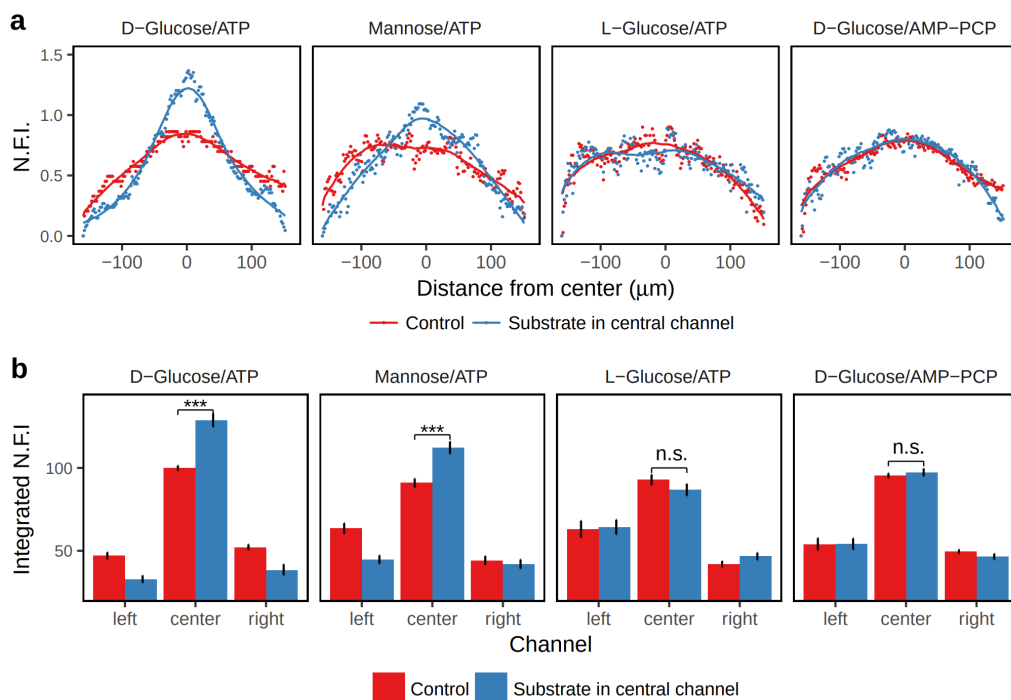 a
D−Glucose/ATP Mannose/ATP L−Glucose/ATP D−Glucose/AMP−PCP
N.F.I.
1.5
1.0
0.5
0.0
−100 0 100 −100 0 100 −100 0 100 −100 0 100
Distance from center (μm)
Control Substrate in central channel
b
D−Glucose/ATP Mannose/ATP L−Glucose/ATP D−Glucose/AMP−PCP
*** *** n.s. n.s.
Integrated N.F.I
100
50
left center right left center right left center right left center right
Channel
Control Substrate in central channel